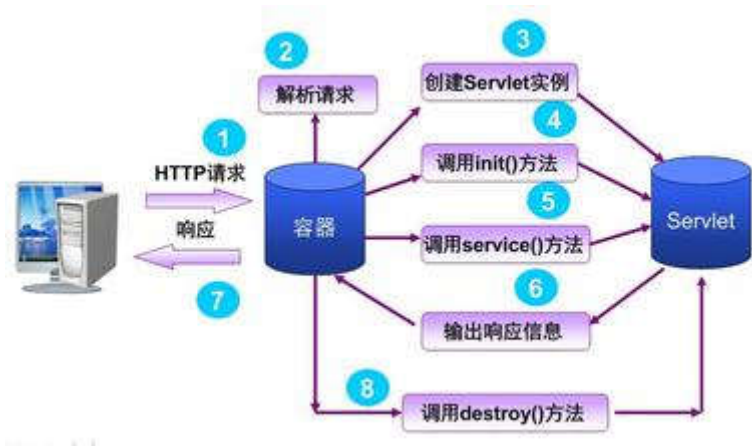 2
3
解析请求
创建Servlet实例
1
4
HTTP请求
调用init()方法
容器
Servlet
5
响应
调用service()方法
7
6
输出响应信息
8
调用destroy()方法